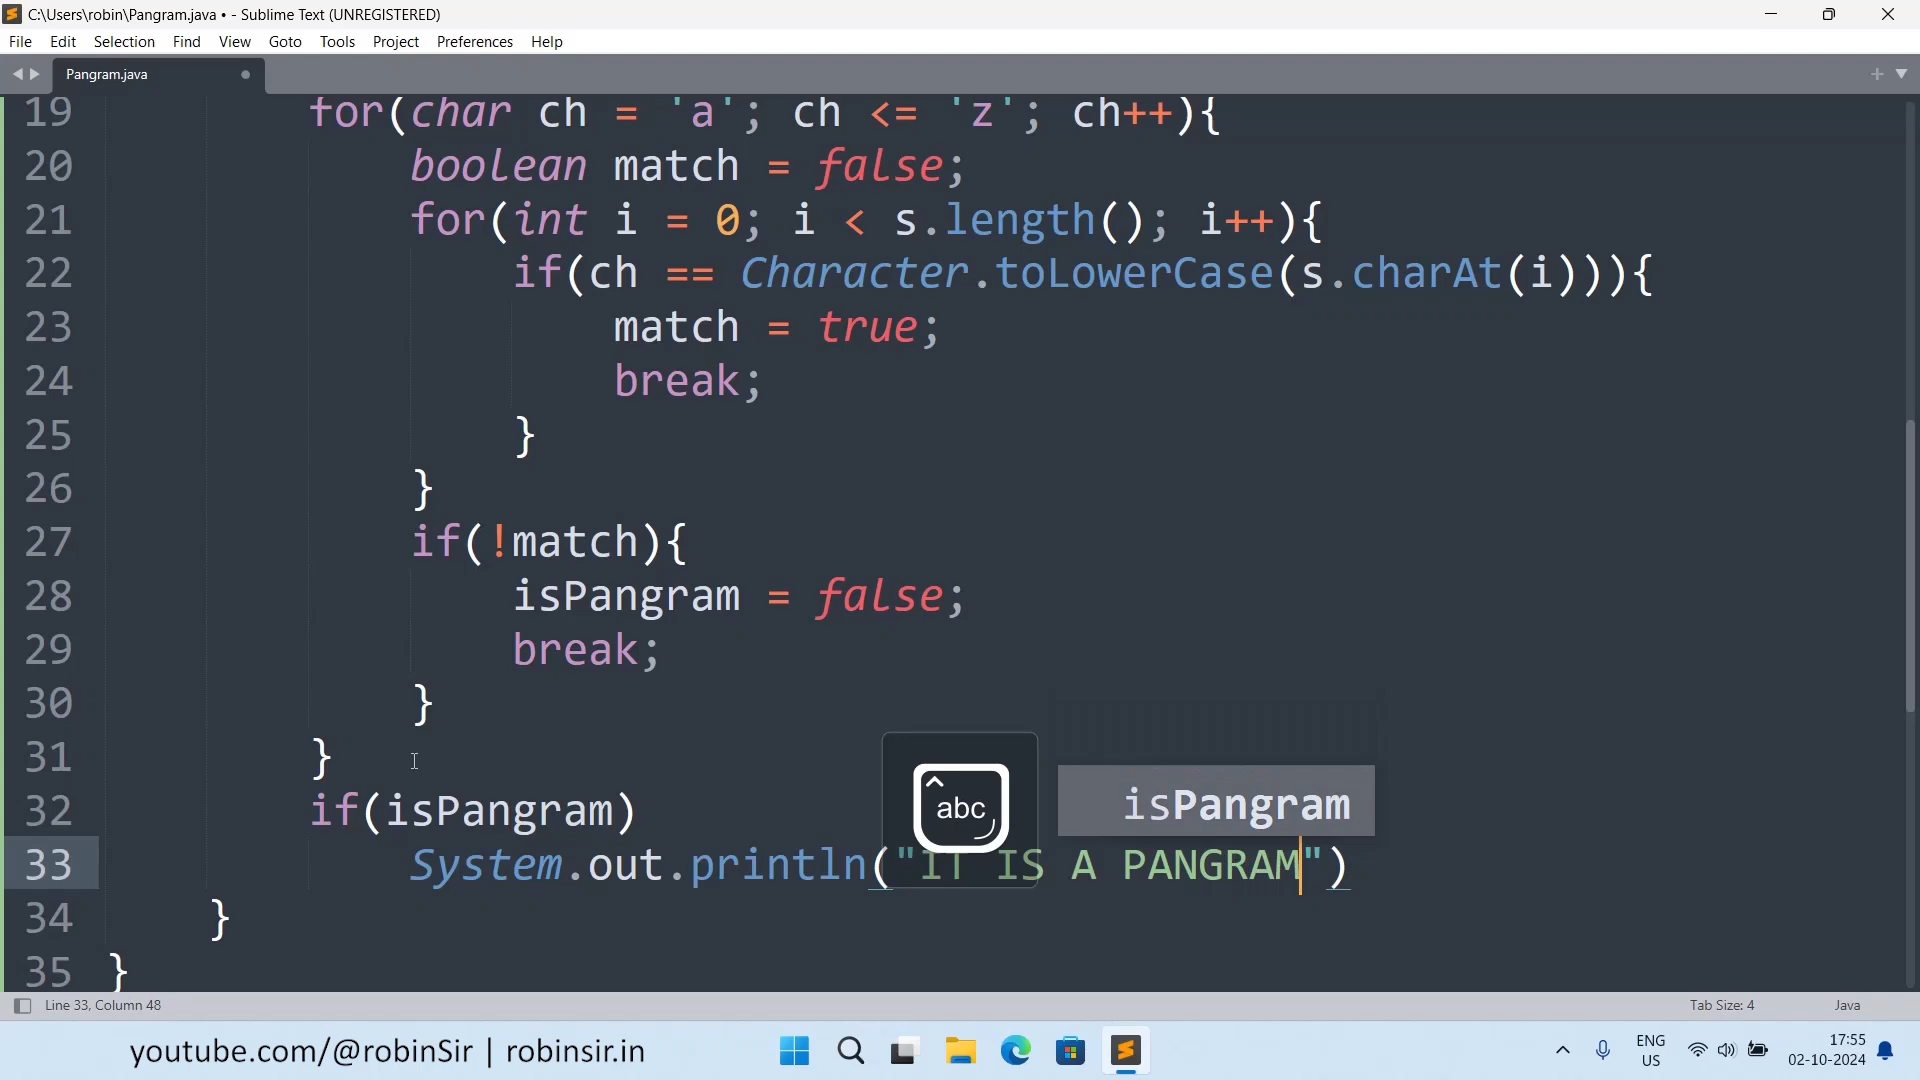 C:\Users\robin\Pangram.java • - Sublime Text (UNREGISTERED)
File Edit Selection Find View Goto Tools Project Preferences Help
Pangram.java
19 for(char ch = 'a'; ch <= 'z'; ch++){
20 boolean match = false;
21 for(int i = 0; i < s.length(); i++){
22 if(ch == Character.toLowerCase(s.charAt(i))){
23 match = true;
24 break;
25 }
26 }
27 if(!match){
28 isPangram = false;
29 break;
30 }
31 }
32 if(isPangram)
abc
isPangram
33 System.out.println("IT IS A PANGRAM")
34 }
35 }
Line 33, Column 48 Tab Size: 4 Java
youtube.com/@robinSir | robinsir.in
ENG
US
17:55
02-10-2024